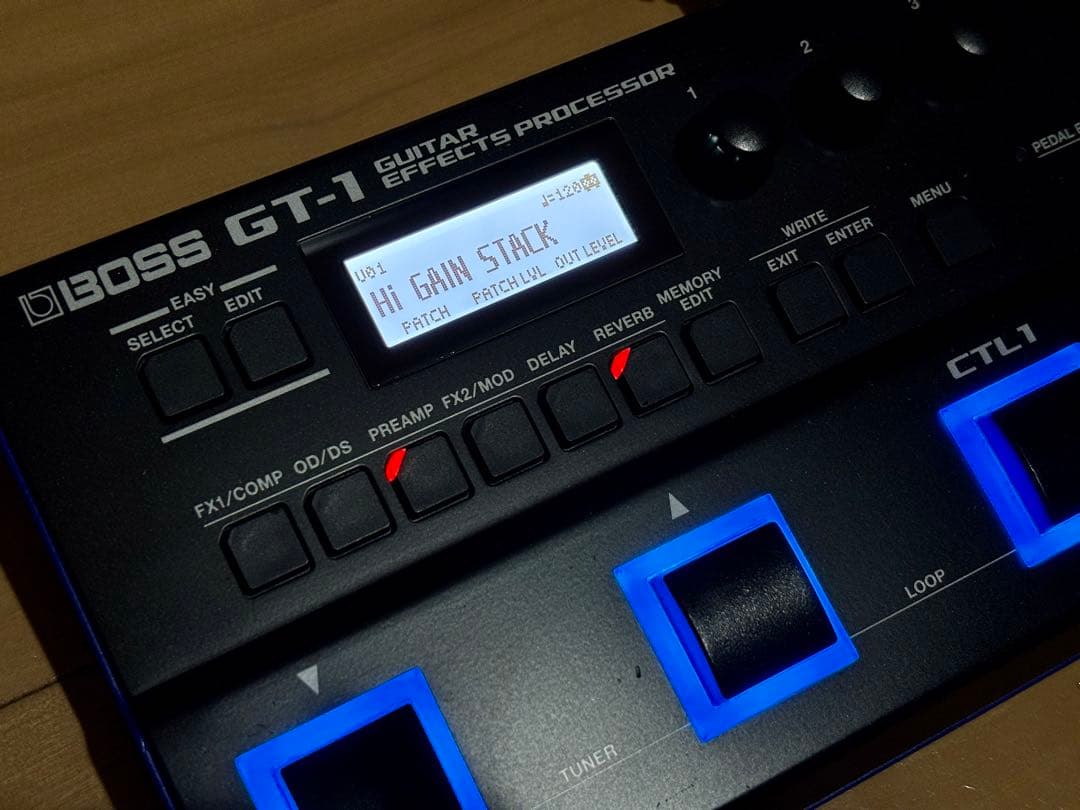 BOSS GT-1 GUITAR
EFFECTS PROCESSOR
1
2
3
U01
♩=120
Hi GAIN STACK
PATCH PATCH LVL OUT LEVEL
EASY
SELECT EDIT
FX1/COMP OD/DS PREAMP FX2/MOD DELAY REVERB MEMORY
EDIT
WRITE
EXIT ENTER
MENU
PEDAL
CTL1
LOOP
TUNER